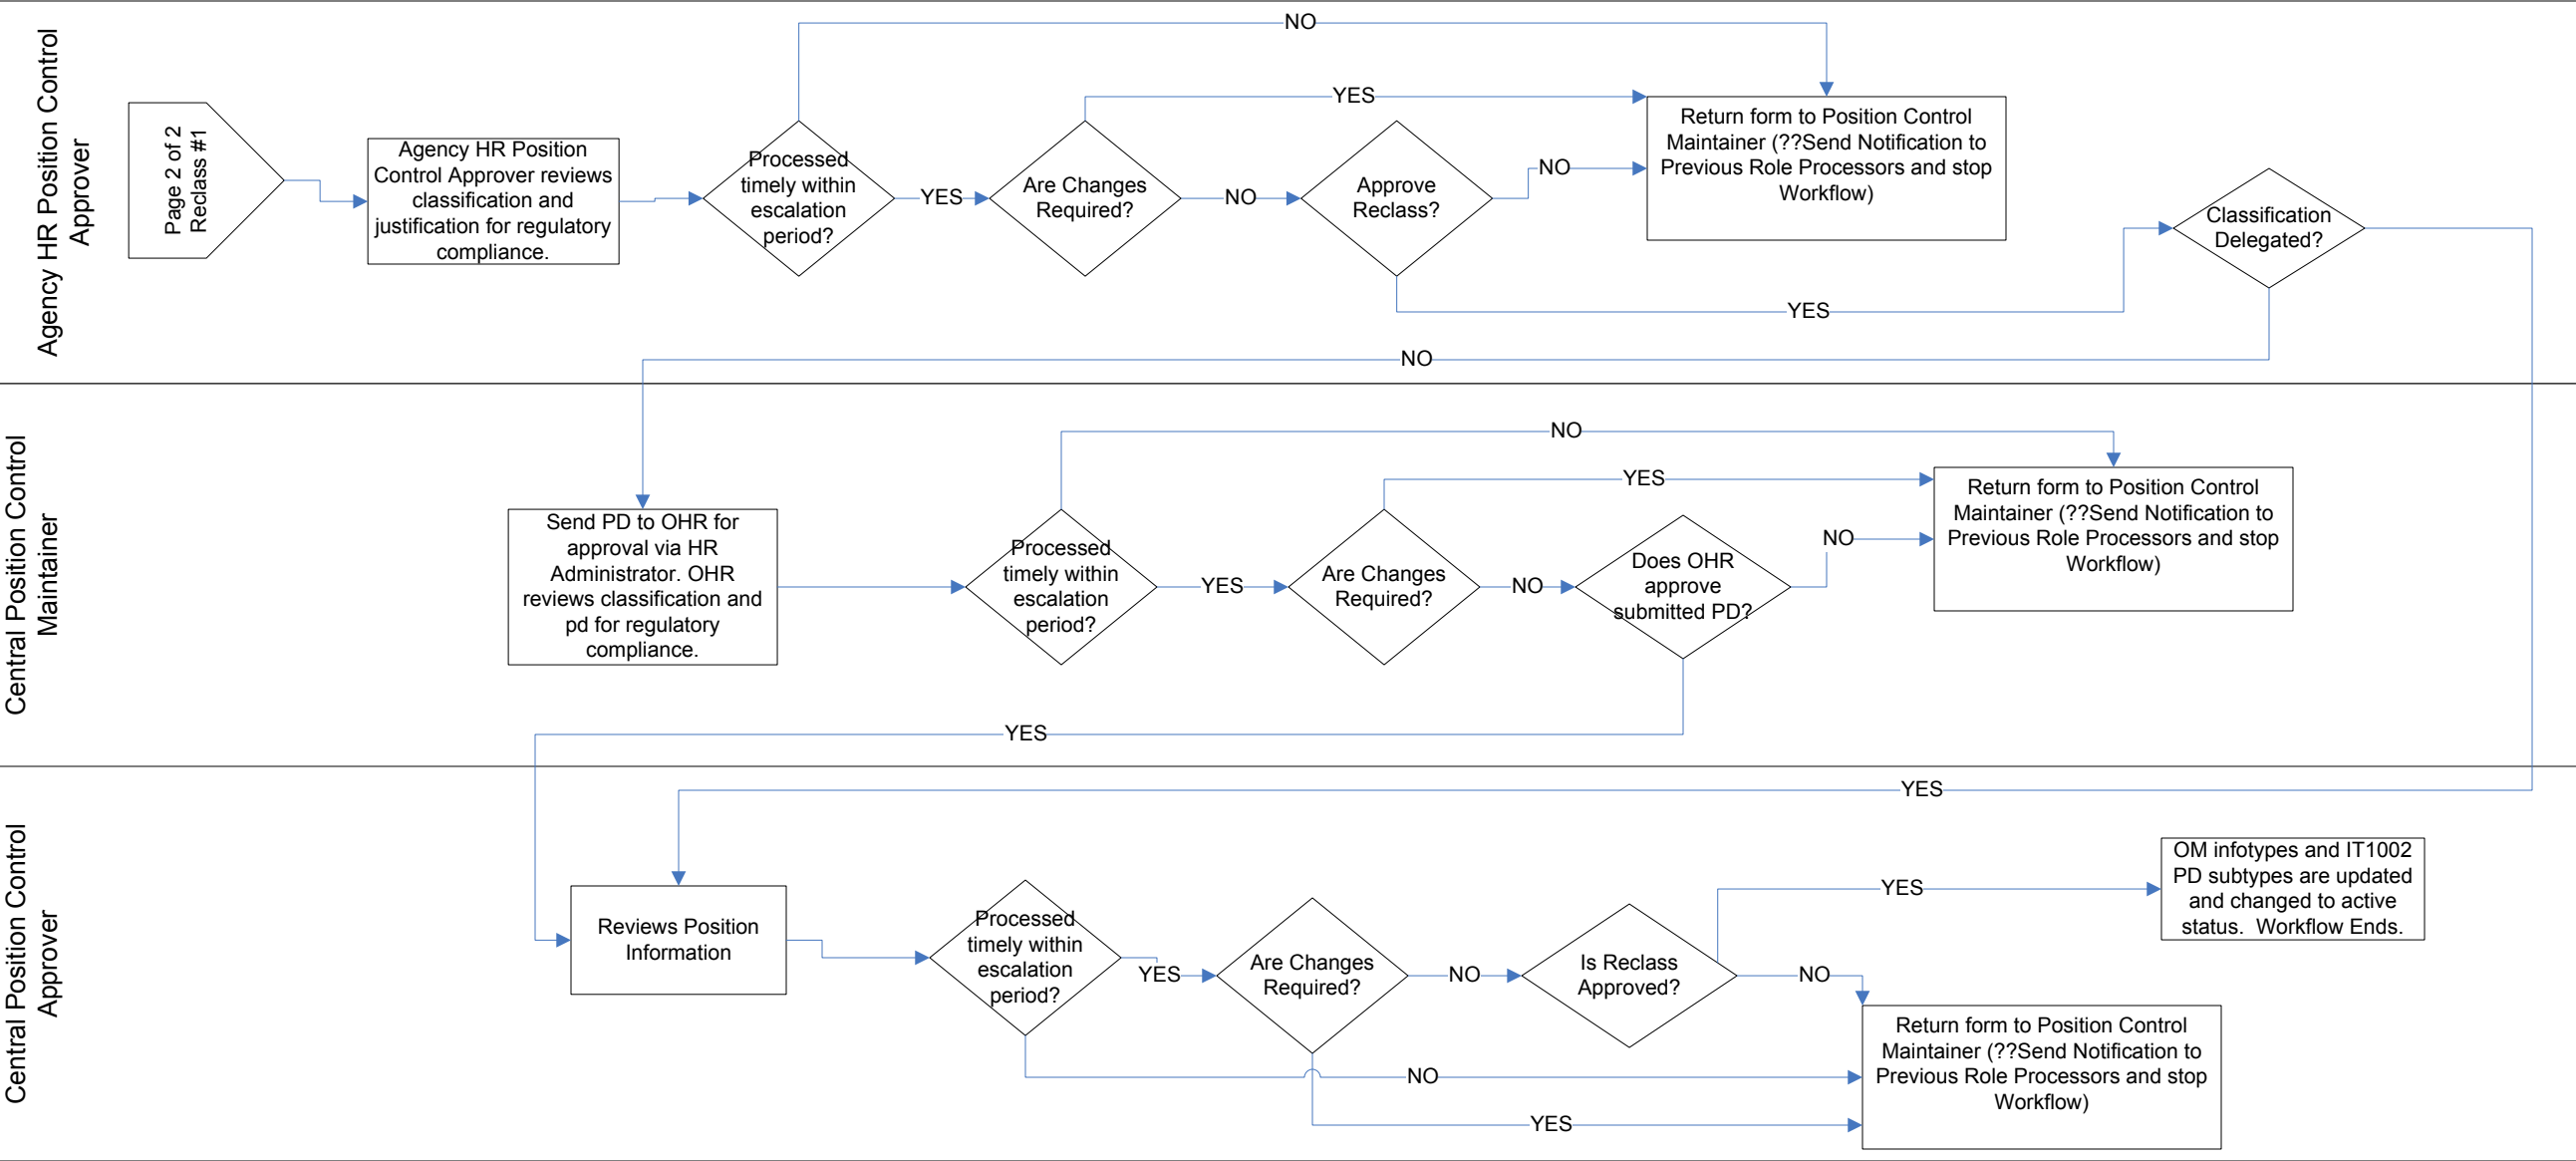 Agency HR Position Control
Approver
Page 2 of 2
Reclass #1
Agency HR Position
Control Approver reviews
classification and
justification for regulatory
compliance.
Processed
timely within
escalation
period?
NO
YES
Are Changes
Required?
YES
NO
Approve
Reclass?
NO
YES
Return form to Position Control
Maintainer (??Send Notification to
Previous Role Processors and stop
Workflow)
Classification
Delegated?
NO
YES
Central Position Control
Maintainer
Send PD to OHR for
approval via HR
Administrator. OHR
reviews classification and
pd for regulatory
compliance.
Processed
timely within
escalation
period?
NO
YES
Are Changes
Required?
YES
NO
Does OHR
approve
submitted PD?
NO
YES
Return form to Position Control
Maintainer (??Send Notification to
Previous Role Processors and stop
Workflow)
Central Position Control
Approver
Reviews Position
Information
Processed
timely within
escalation
period?
YES
NO
Are Changes
Required?
NO
YES
Is Reclass
Approved?
YES
NO
OM infotypes and IT1002
PD subtypes are updated
and changed to active
status.  Workflow Ends.
Return form to Position Control
Maintainer (??Send Notification to
Previous Role Processors and stop
Workflow)